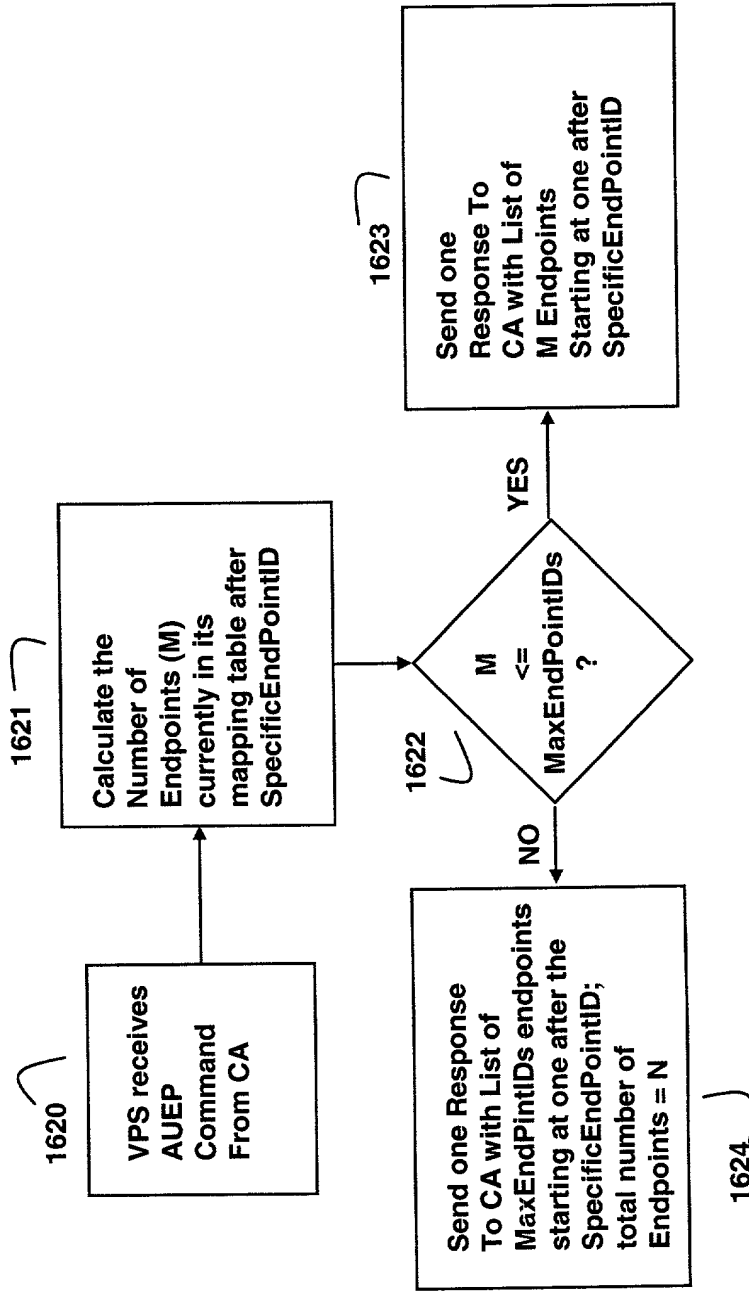 1620
VPS receives
AUEP
Command
From CA
1621
Calculate the
Number of
Endpoints (M)
currently in its
mapping table after
SpecificEndPointID
1622
M
<=
MaxEndPointIDs
?
YES
1623
Send one
Response To
CA with List of
M Endpoints
Starting at one after
SpecificEndPointID
NO
Send one Response
To CA with List of
MaxEndPintIDs endpoints
starting at one after the
SpecificEndPointID;
total number of
Endpoints = N
1624